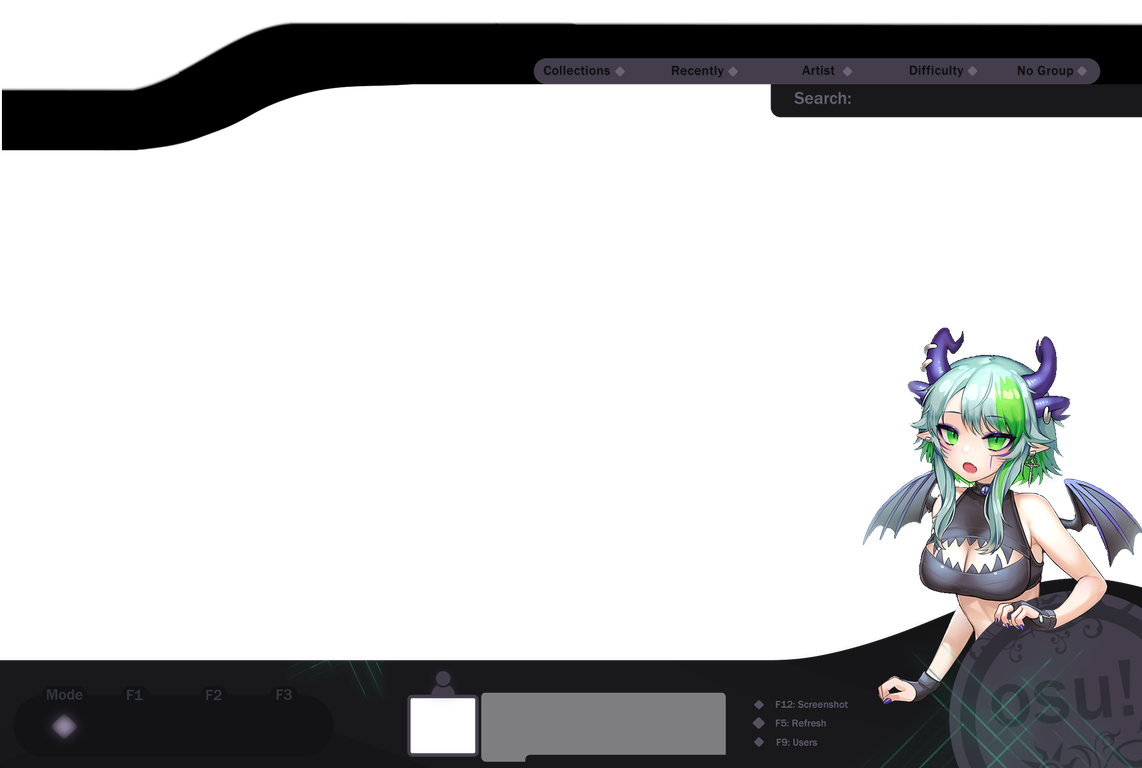 Collections Recently Artist Difficulty No Group
Search:
Mode F1 F2 F3
F12: Screenshot
F5: Refresh
F9: Users
osu!